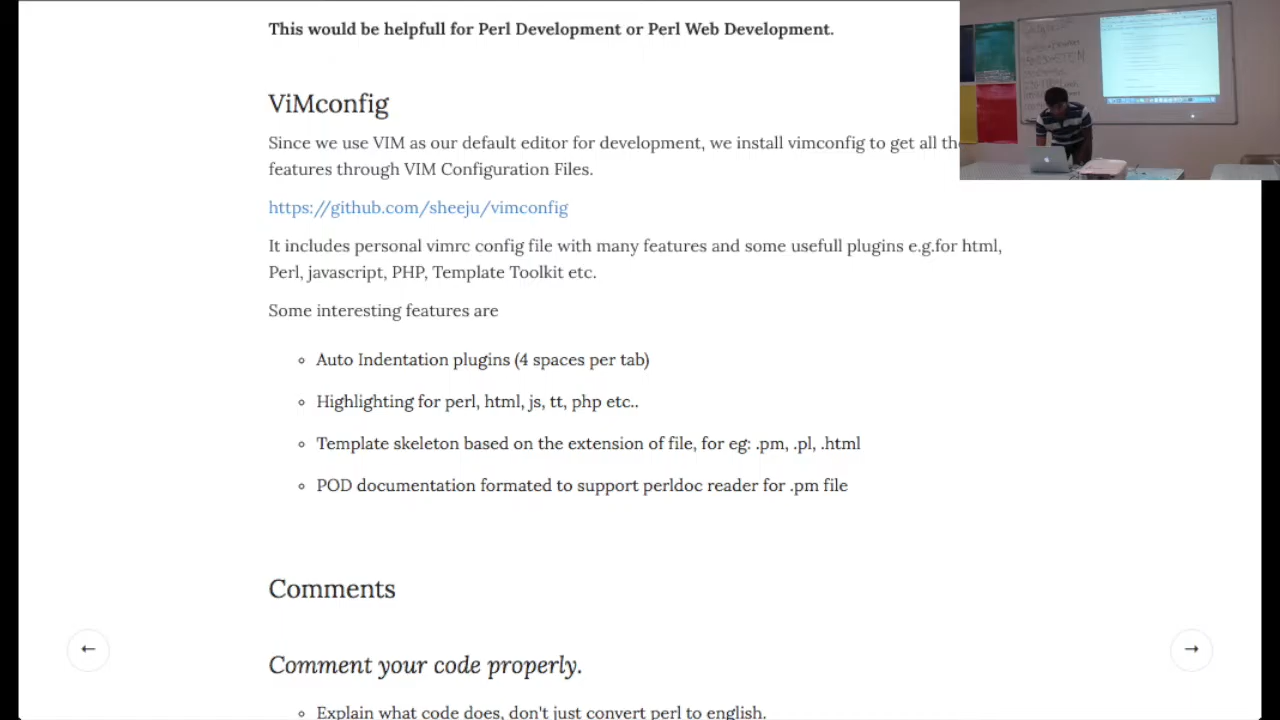 This would be helpfull for Perl Development or Perl Web Development.
ViMconfig
Since we use VIM as our default editor for development, we install vimconfig to get all
features through VIM Configuration Files.
https://github.com/sheeju/vimconfig
It includes personal vimrc config file with many features and some usefull plugins e.g.for html,
Perl, javascript, PHP, Template Toolkit etc.
Some interesting features are
Auto Indentation plugins (4 spaces per tab)
Highlighting for perl, html, js, tt, php etc..
Template skeleton based on the extension of file, for eg: .pm, .pl, .html
POD documentation formated to support perldoc reader for .pm file
Comments
Comment your code properly.
Explain what code does, don't just convert perl to english.